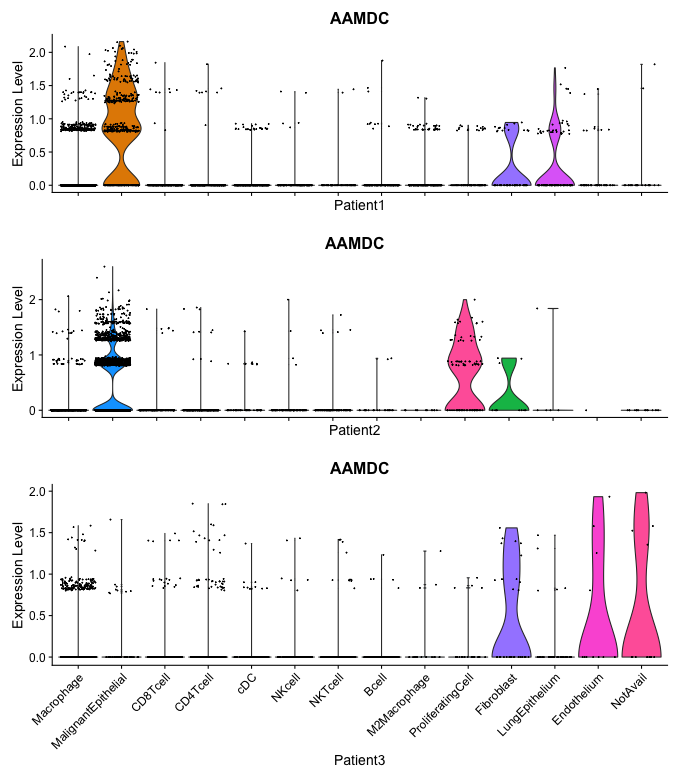 AAMDC
Expression Level
2.0
1.5
1.0
0.5
0.0
Patient1
AAMDC
Expression Level
2
1
0
Patient2
AAMDC
Expression Level
2.0
1.5
1.0
0.5
0.0
Macrophage
MalignantEpithelial
CD8Tcell
CD4Tcell
cDC
NKcell
NKTcell
Bcell
M2Macrophage
ProliferatingCell
Fibroblast
LungEpithelium
Endothelium
NotAvail
Patient3